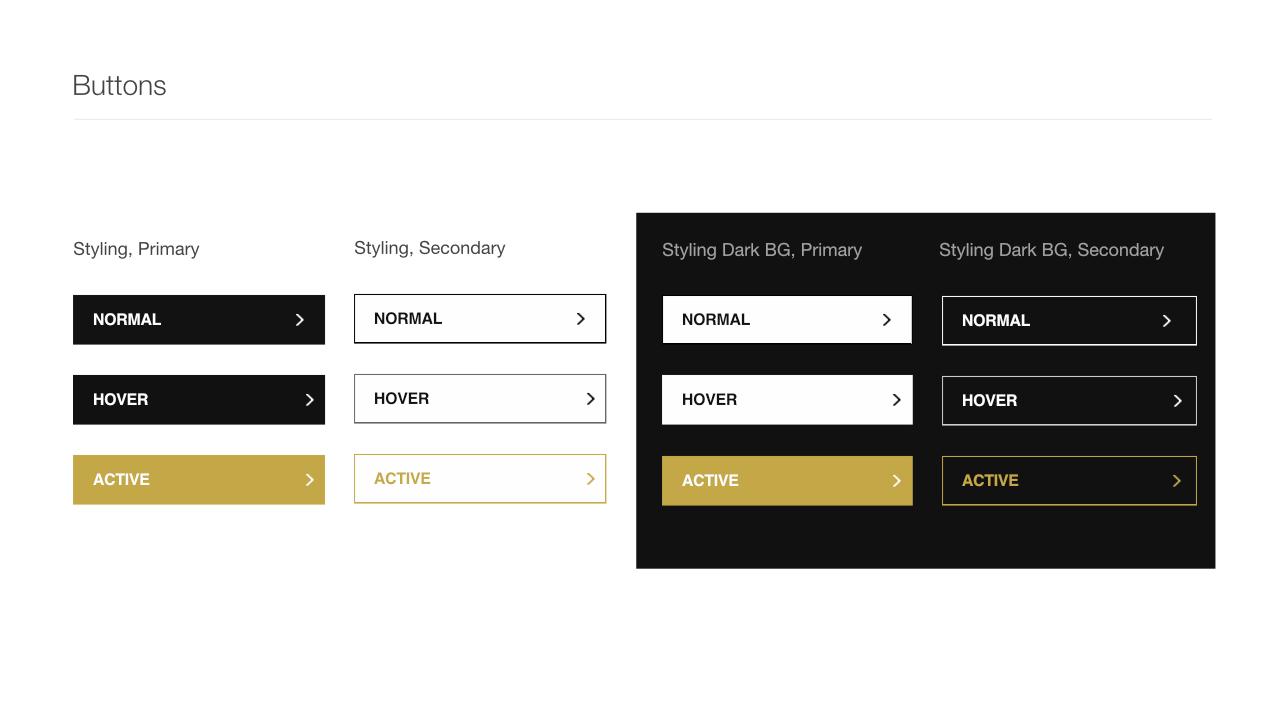 Buttons
Styling, Primary
NORMAL
HOVER
ACTIVE
Styling, Secondary
NORMAL
HOVER
ACTIVE
Styling Dark BG, Primary
NORMAL
HOVER
ACTIVE
Styling Dark BG, Secondary
NORMAL
HOVER
ACTIVE